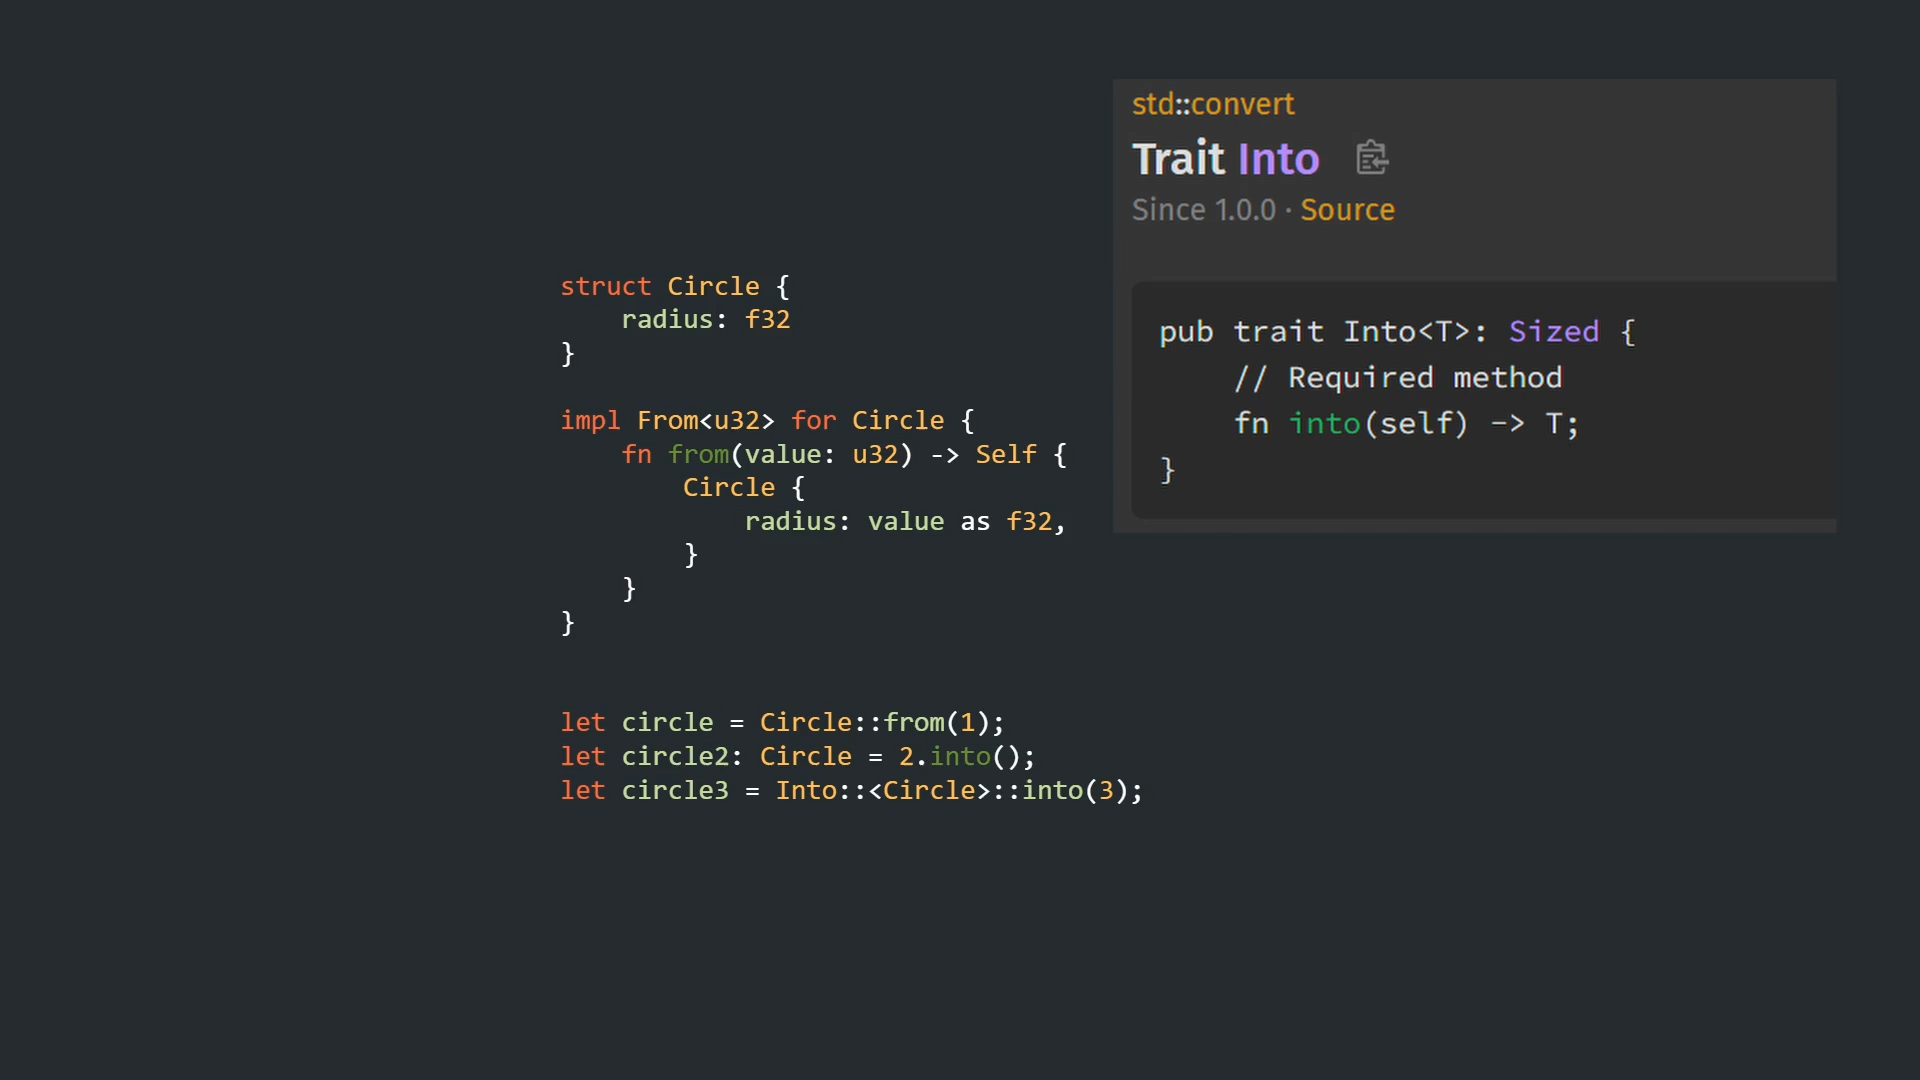 struct Circle {
    radius: f32
}

impl From<u32> for Circle {
    fn from(value: u32) -> Self {
        Circle {
            radius: value as f32,
        }
    }
}

let circle = Circle::from(1);
let circle2: Circle = 2.into();
let circle3 = Into::<Circle>::into(3);

std::convert
Trait Into
Since 1.0.0 · Source

pub trait Into<T>: Sized {
    // Required method
    fn into(self) -> T;
}